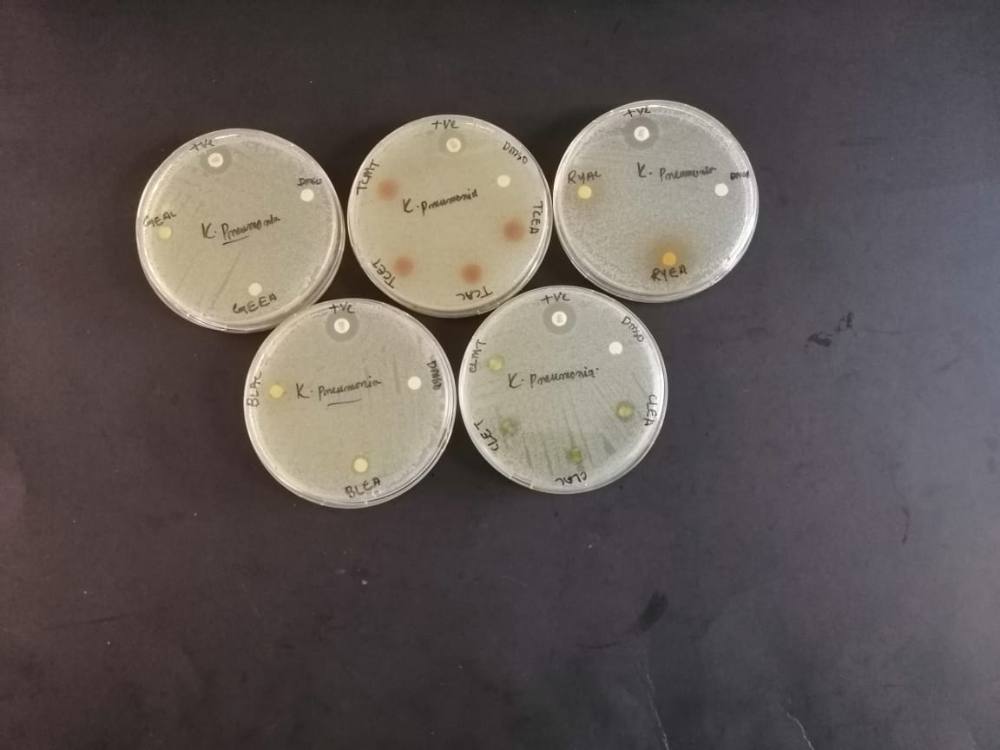 +ve
DMSO
GEAC
K. Pneumonia
GEEA
+ve
DMSO
TCMT
K. pneumonia
TCEA
TCET
TCAC
+ve
K. Pneumonia
RYAC
DMSO
RYEA
+ve
BLAC
K. Pneumonia
DMSO
BLEA
+ve
DMSO
CLMT
K. Pneumonia
CLEA
CLET
CLAC